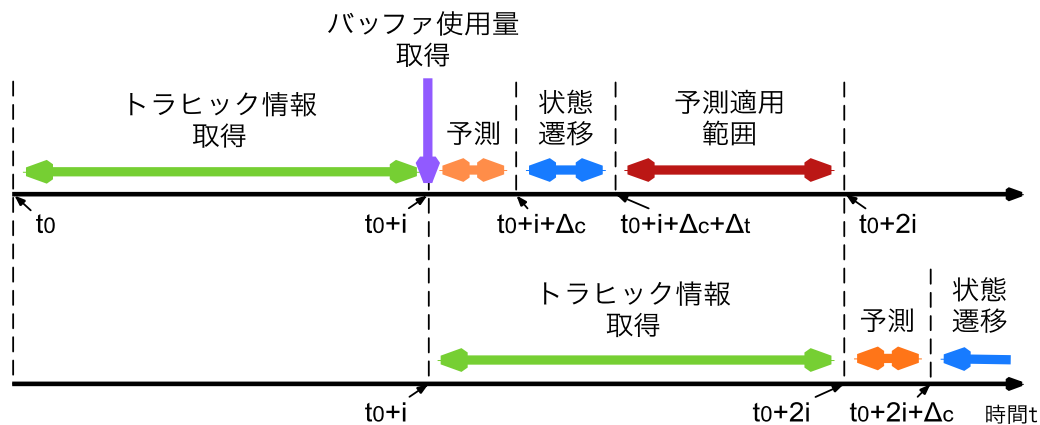 バッファ使用量
取得
トラヒック情報
取得
予測
状態
遷移
予測適用
範囲
t0
t0+i
t0+i+Δc
t0+i+Δc+Δt
t0+2i
トラヒック情報
取得
予測
状態
遷移
t0+i
t0+2i
t0+2i+Δc
時間t